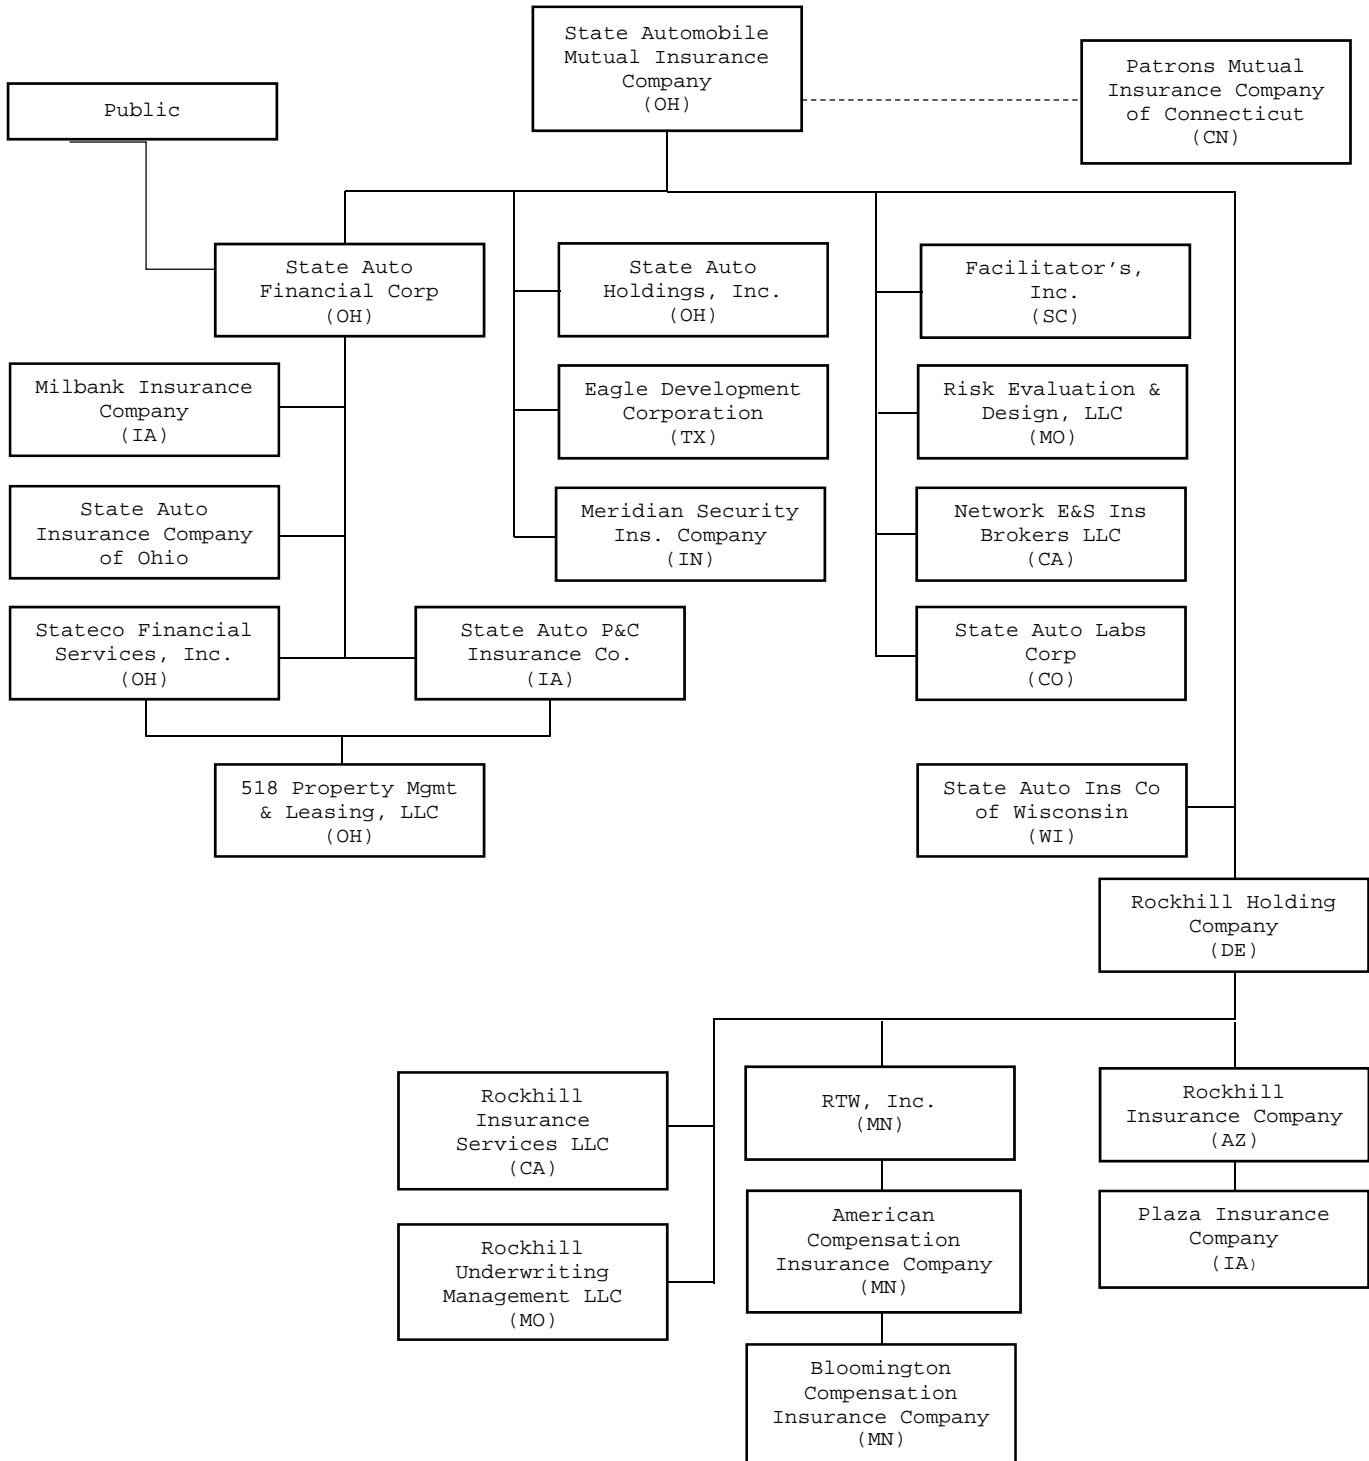 State Automobile
Mutual Insurance
Company
(OH)
Patrons Mutual
Insurance Company
of Connecticut
(CN)
Public
State Auto
Financial Corp
(OH)
State Auto
Holdings, Inc.
(OH)
Facilitator’s,
Inc.
(SC)
Milbank Insurance
Company
(IA)
Eagle Development
Corporation
(TX)
Risk Evaluation &
Design, LLC
(MO)
State Auto
Insurance Company
of Ohio
Meridian Security
Ins. Company
(IN)
Network E&S Ins
Brokers LLC
(CA)
Stateco Financial
Services, Inc.
(OH)
State Auto P&C
Insurance Co.
(IA)
State Auto Labs
Corp
(CO)
518 Property Mgmt
& Leasing, LLC
(OH)
State Auto Ins Co
of Wisconsin
(WI)
Rockhill Holding
Company
(DE)
Rockhill
Insurance
Services LLC
(CA)
RTW, Inc.
(MN)
Rockhill
Insurance Company
(AZ)
Rockhill
Underwriting
Management LLC
(MO)
American
Compensation
Insurance Company
(MN)
Plaza Insurance
Company
(IA)
Bloomington
Compensation
Insurance Company
(MN)